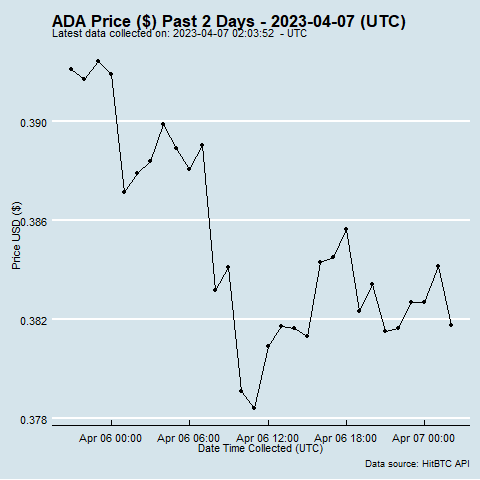 ADA Price ($) Past 2 Days - 2023-04-07 (UTC)
Latest data collected on: 2023-04-07 02:03:52  - UTC
0.390
0.386
0.382
0.378
Price USD ($)
Apr 06 00:00 Apr 06 06:00 Apr 06 12:00 Apr 06 18:00 Apr 07 00:00
Date Time Collected (UTC)
Data source: HitBTC API